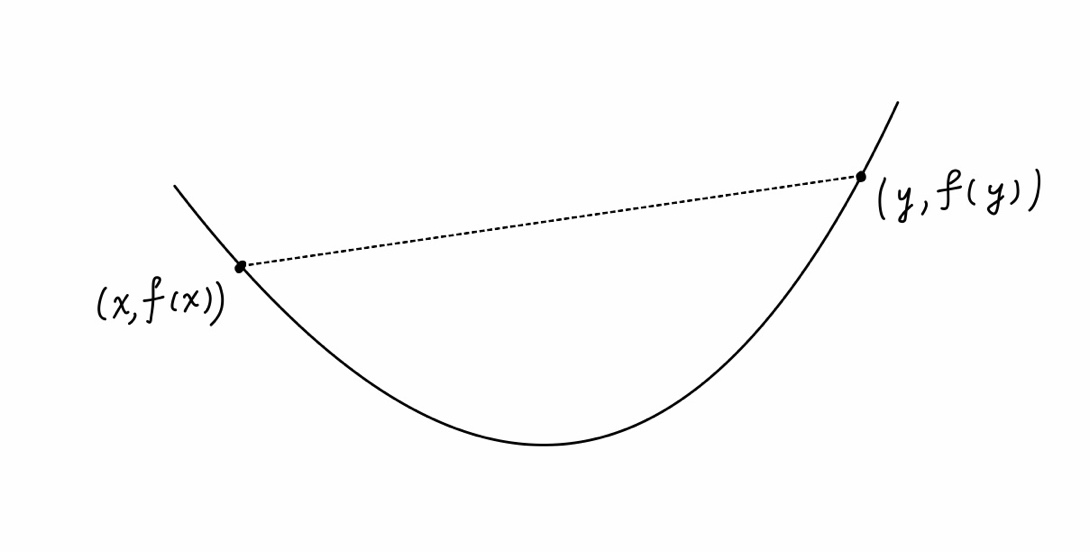 (y, f(y))
(x, f(x))